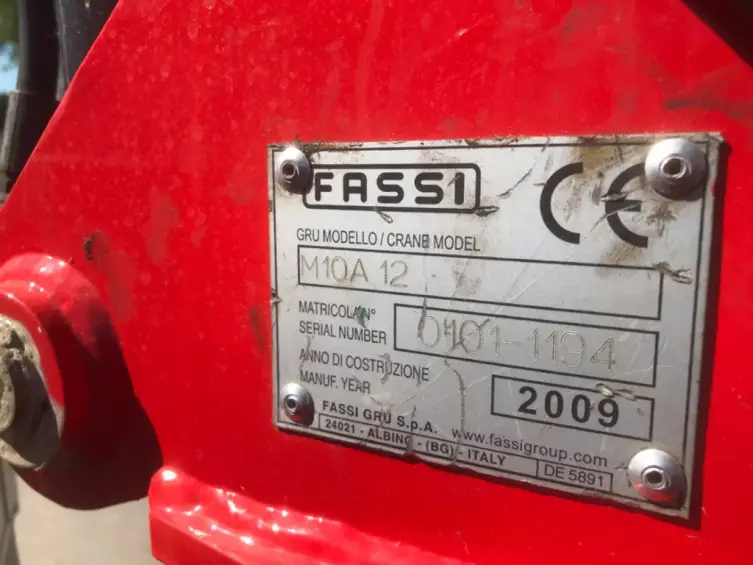 FASSI
CE
GRU MODELLO / CRANE MODEL
M10A 12
MATRICOLA N°
SERIAL NUMBER
0101-1194
ANNO DI COSTRUZIONE
MANUF. YEAR
2009
FASSI GRU S.p.A.
www.fassigroup.com
24021 - ALBINO - (BG) - ITALY
DE 5891